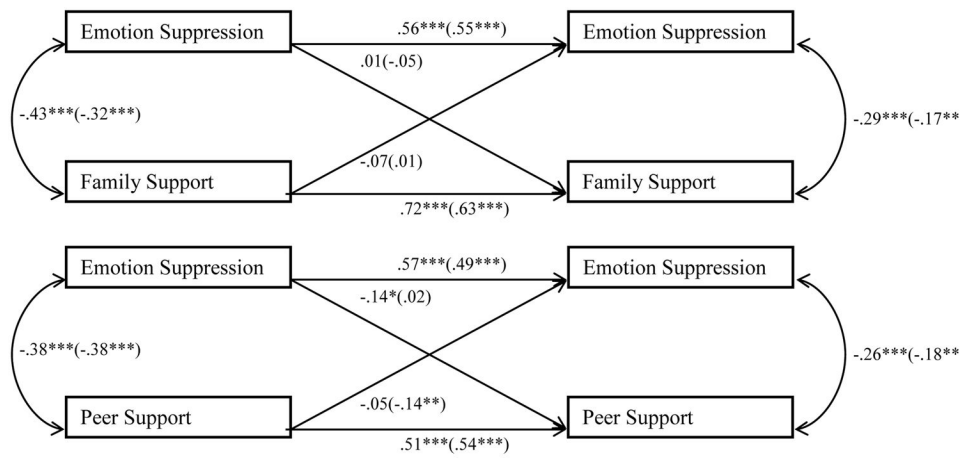 Emotion Suppression .56***(.55***) Emotion Suppression
.01(-.05)
-.43***(-.32***) -.29***(-.17**
-.07(.01)
Family Support Family Support
.72***(.63***)
Emotion Suppression .57***(.49***) Emotion Suppression
-.14*(.02)
-.38***(-.38***) -.26***(-.18**
-.05(-.14**)
Peer Support Peer Support
.51***(.54***)